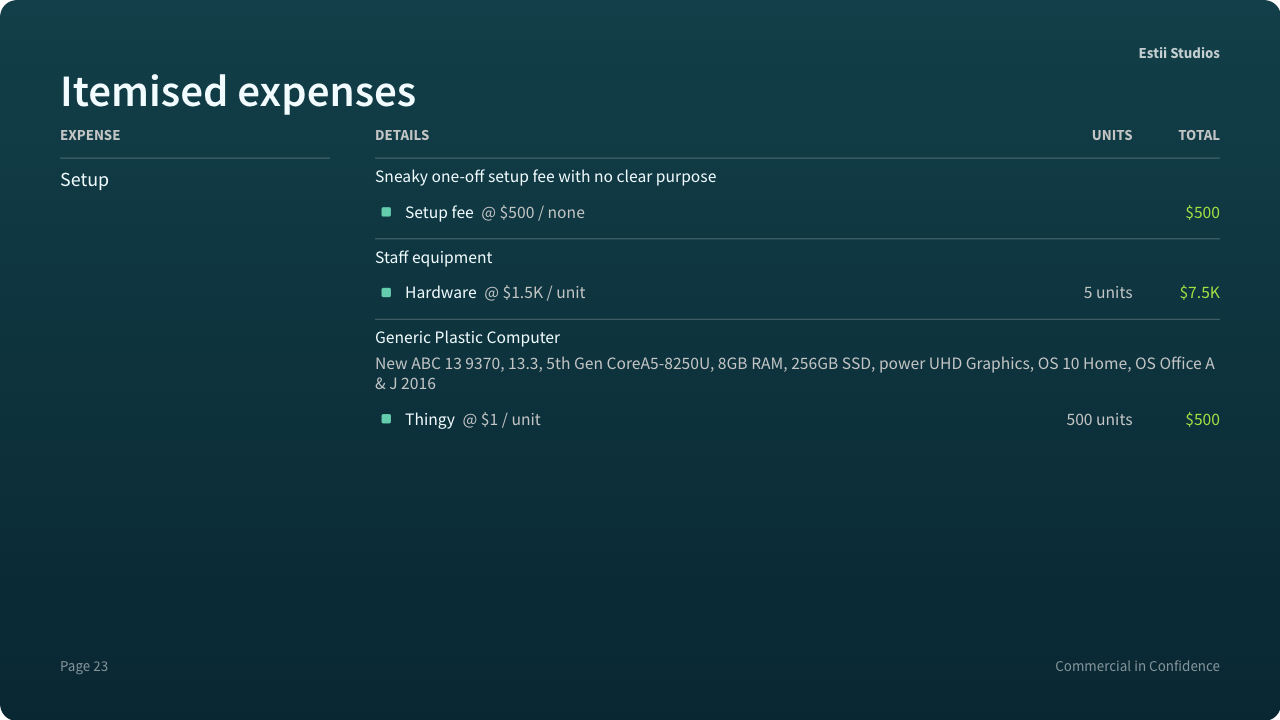 Estii Studios
Itemised expenses
EXPENSE DETAILS UNITS TOTAL
Setup
Sneaky one-off setup fee with no clear purpose
Setup fee @ $500 / none $500
Staff equipment
Hardware @ $1.5K / unit 5 units $7.5K
Generic Plastic Computer
New ABC 13 9370, 13.3, 5th Gen CoreA5-8250U, 8GB RAM, 256GB SSD, power UHD Graphics, OS 10 Home, OS Office A
& J 2016
Thingy @ $1 / unit 500 units $500
Page 23 Commercial in Confidence